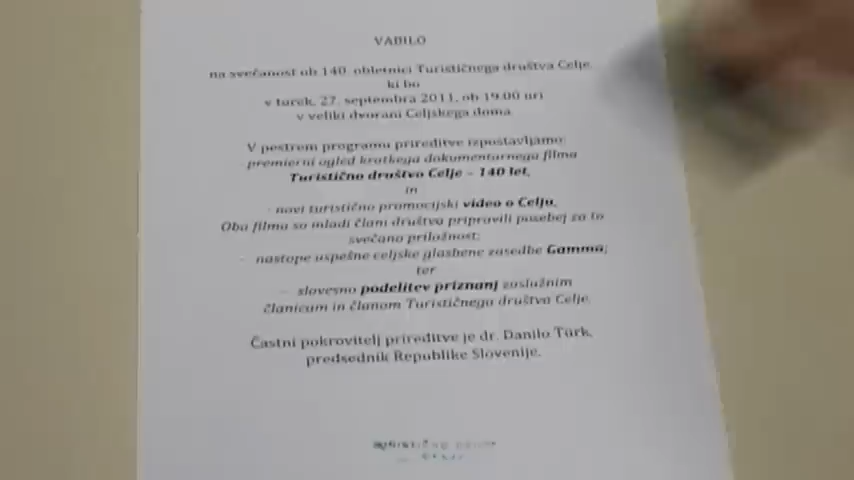 VABILO
na svečanost ob 140. obletnici Turističnega društva Celje,
ki bo
v torek, 27. septembra 2011, ob 19.00 uri
v veliki dvorani Celjskega doma.
V pestrem programu prireditve izpostavljamo:
- premierni ogled kratkega dokumentarnega filma
Turistično društvo Celje – 140 let,
in
- novi turistično promocijski video o Celju,
Oba filma so mladi člani društva pripravili posebej za to
svečano priložnost;
- nastope uspešne celjske glasbene zasedbe Gamma;
ter
- slovesno podelitev priznanj zaslužnim
članicam in članom Turističnega društva Celje.
Častni pokrovitelj prireditve je dr. Danilo Türk,
predsednik Republike Slovenije.